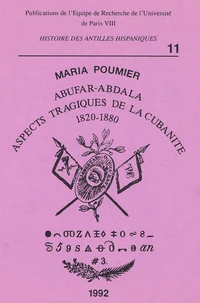 Publications de l'Equipe de Recherche de l'Université
de Paris VIII
HISTOIRE DES ANTILLES HISPANIQUES
11
MARIA POUMIER
ABUFAR-ABDALA
ASPECTS TRAGIQUES DE LA CUBANITE
1820-1880
#3.
1992